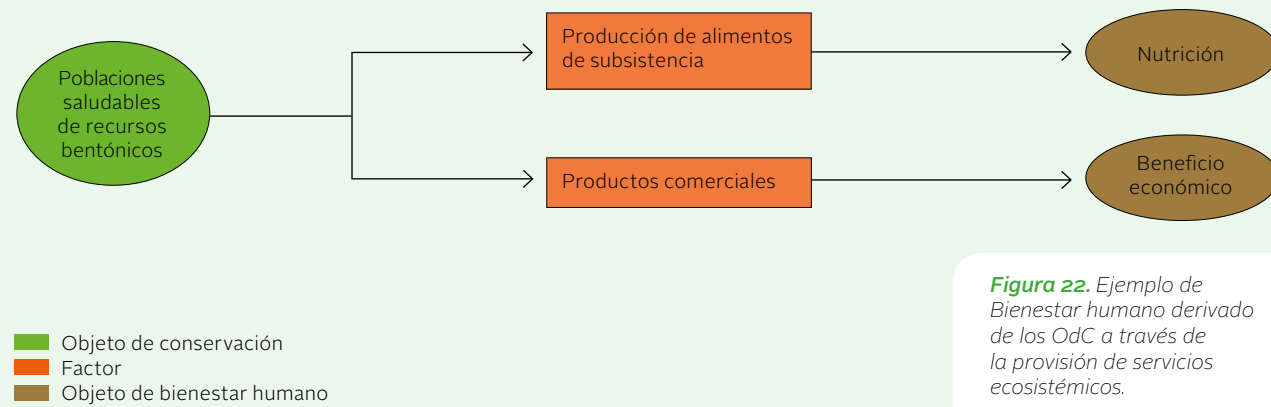 Poblaciones
saludables
de recursos
bentónicos
Producción de alimentos
de subsistencia
Nutrición
Productos comerciales
Beneficio
económico
Objeto de conservación
Factor
Objeto de bienestar humano
Figura 22. Ejemplo de
Bienestar humano derivado
de los OdC a través de
la provisión de servicios
ecosistémicos.